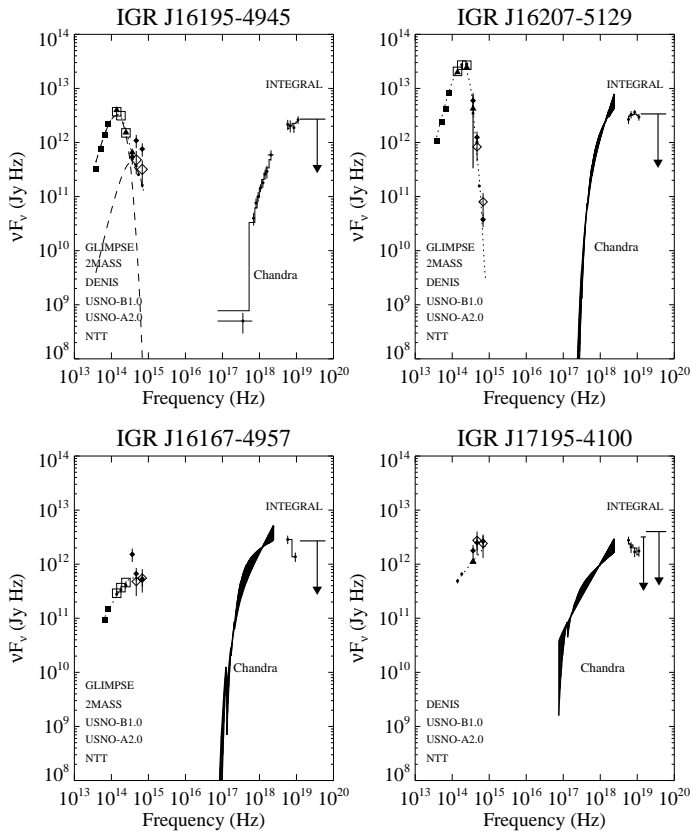 IGR J16195-4945
IGR J16207-5129
10^14
10^13
10^12
10^11
10^10
10^9
10^8
νF_ν (Jy Hz)
INTEGRAL
Chandra
GLIMPSE
2MASS
DENIS
USNO-B1.0
USNO-A2.0
NTT
10^13 10^14 10^15 10^16 10^17 10^18 10^19 10^20
Frequency (Hz)
10^14
10^13
10^12
10^11
10^10
10^9
10^8
νF_ν (Jy Hz)
INTEGRAL
Chandra
GLIMPSE
2MASS
DENIS
USNO-B1.0
USNO-A2.0
NTT
10^13 10^14 10^15 10^16 10^17 10^18 10^19 10^20
Frequency (Hz)
IGR J16167-4957
IGR J17195-4100
10^14
10^13
10^12
10^11
10^10
10^9
10^8
νF_ν (Jy Hz)
INTEGRAL
Chandra
GLIMPSE
2MASS
USNO-B1.0
USNO-A2.0
NTT
10^13 10^14 10^15 10^16 10^17 10^18 10^19 10^20
Frequency (Hz)
10^14
10^13
10^12
10^11
10^10
10^9
10^8
νF_ν (Jy Hz)
INTEGRAL
Chandra
DENIS
USNO-B1.0
USNO-A2.0
NTT
10^13 10^14 10^15 10^16 10^17 10^18 10^19 10^20
Frequency (Hz)